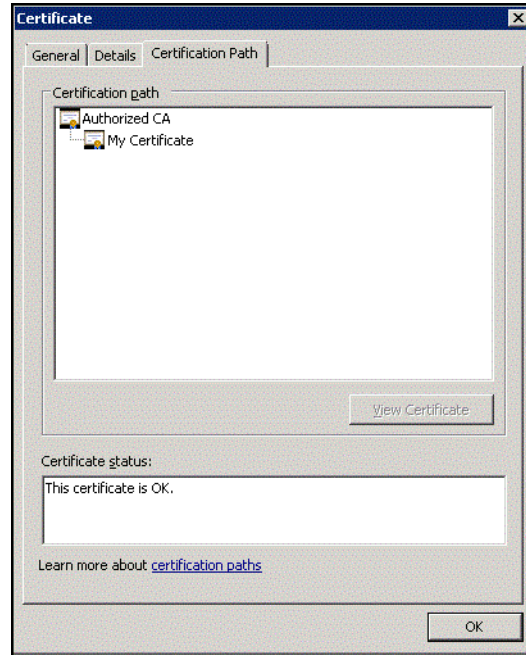 Certificate
General Details Certification Path
Certification path
Authorized CA
My Certificate
View Certificate
Certificate status:
This certificate is OK.
Learn more about certification paths
OK